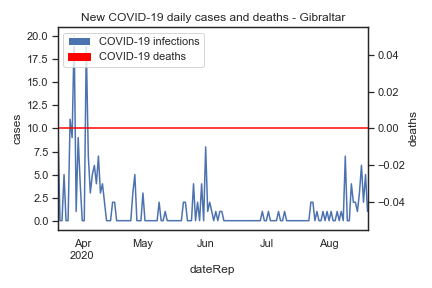 New COVID-19 daily cases and deaths - Gibraltar
COVID-19 infections
COVID-19 deaths
20.0
17.5
15.0
12.5
10.0
7.5
5.0
2.5
0.0
cases
0.04
0.02
0.00
−0.02
−0.04
deaths
Apr May Jun Jul Aug
2020
dateRep